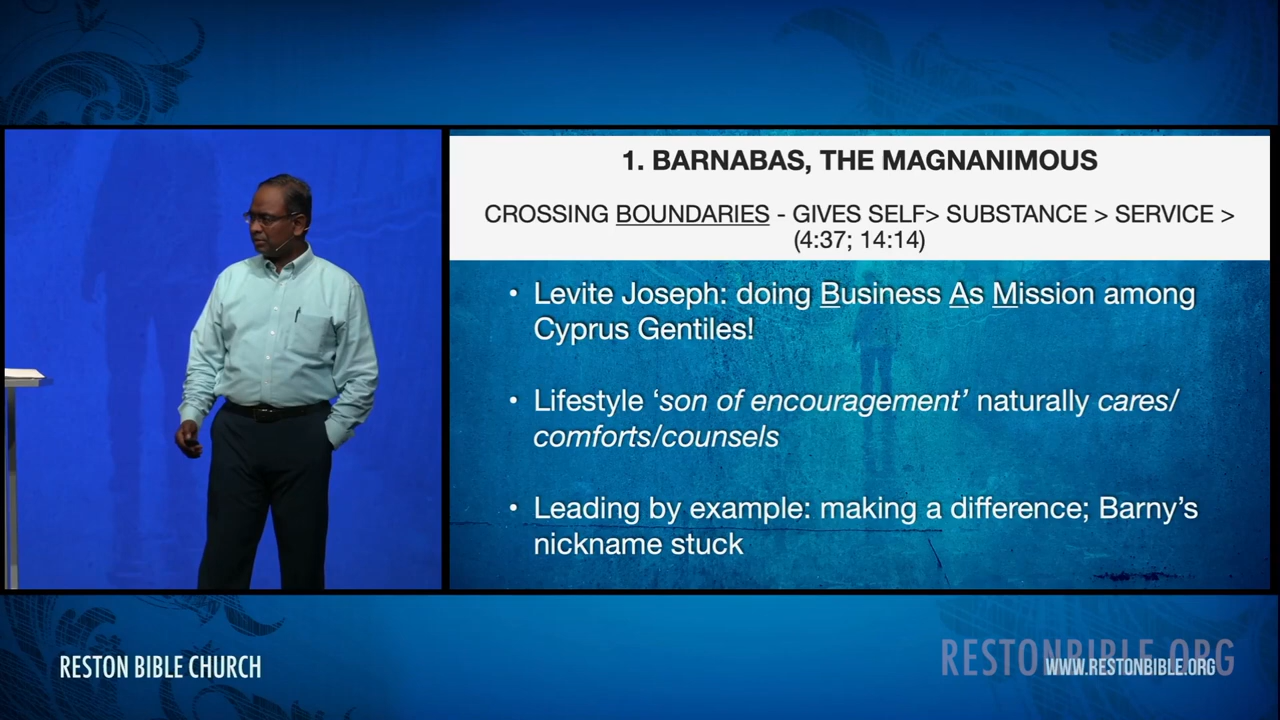 1. BARNABAS, THE MAGNANIMOUS
CROSSING BOUNDARIES - GIVES SELF> SUBSTANCE > SERVICE >
(4:37; 14:14)
• Levite Joseph: doing Business As Mission among
Cyprus Gentiles!
• Lifestyle ‘son of encouragement’ naturally cares/
comforts/counsels
• Leading by example: making a difference; Barny’s
nickname stuck
RESTON BIBLE CHURCH
RESTONBIBLE.ORG
WWW.RESTONBIBLE.ORG